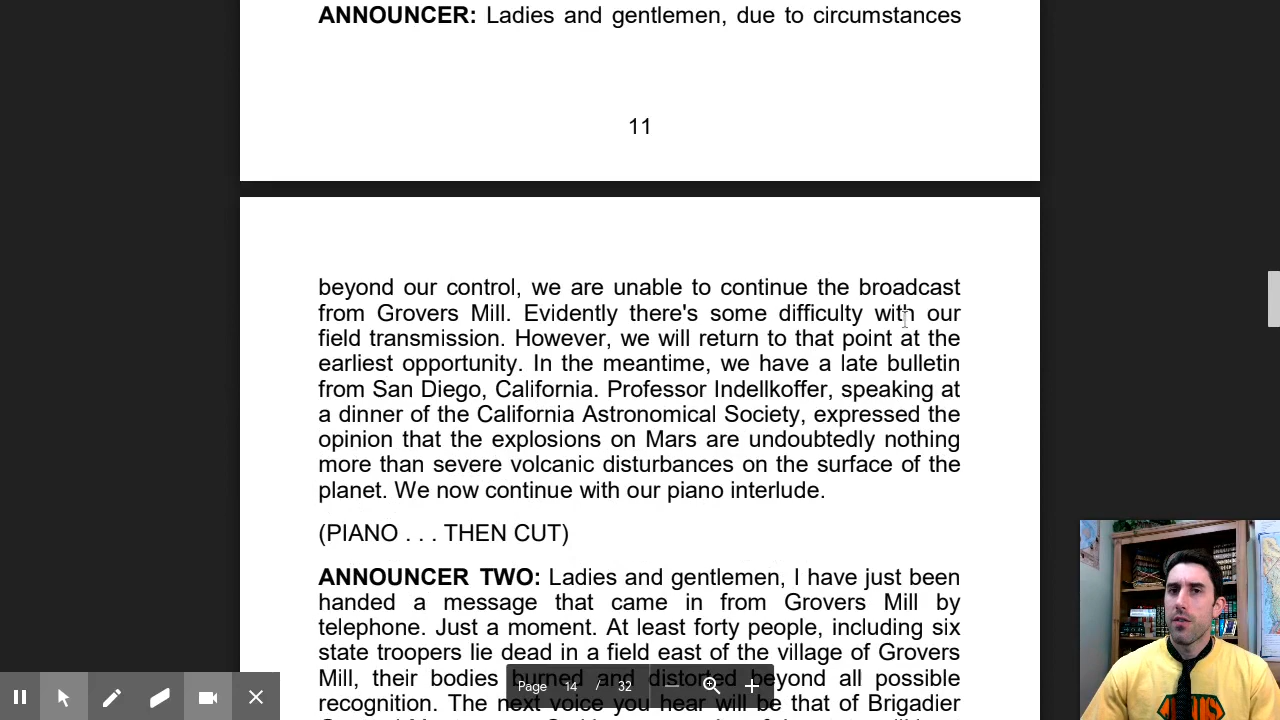 ANNOUNCER: Ladies and gentlemen, due to circumstances
11
beyond our control, we are unable to continue the broadcast
from Grovers Mill. Evidently there's some difficulty with our
field transmission. However, we will return to that point at the
earliest opportunity. In the meantime, we have a late bulletin
from San Diego, California. Professor Indellkoffer, speaking at
a dinner of the California Astronomical Society, expressed the
opinion that the explosions on Mars are undoubtedly nothing
more than severe volcanic disturbances on the surface of the
planet. We now continue with our piano interlude.
(PIANO . . . THEN CUT)
ANNOUNCER TWO: Ladies and gentlemen, I have just been
handed a message that came in from Grovers Mill by
telephone. Just a moment. At least forty people, including six
state troopers lie dead in a field east of the village of Grovers
Mill, their bodies burned and distorted beyond all possible
recognition. The next voice you hear will be that of Brigadier
Page 14 / 32